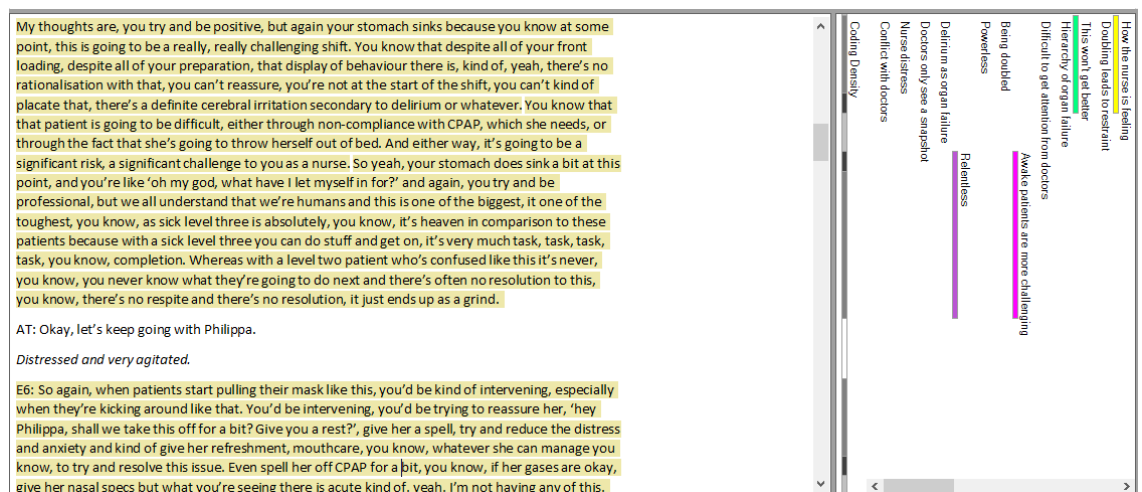 My thoughts are, you try and be positive, but again your stomach sinks because you know at some
point, this is going to be a really, really challenging shift. You know that despite all of your front
loading, despite all of your preparation, that display of behaviour there is, kind of, yeah, there's no
rationalisation with that, you can't reassure, you're not at the start of the shift, you can't kind of
placate that, there's a definite cerebral irritation secondary to delirium or whatever. You know that
that patient is going to be difficult, either through non-compliance with CPAP, which she needs, or
through the fact that she's going to throw herself out of bed. And either way, it's going to be a
significant risk, a significant challenge to you as a nurse. So yeah, your stomach does sink a bit at this
point, and you're like 'oh my god, what have I let myself in for?' and again, you try and be
professional, but we all understand that we're humans and this is one of the biggest, it one of the
toughest, you know, as sick level three is absolutely, you know, it's heaven in comparison to these
patients because with a sick level three you can do stuff and get on, it's very much task, task, task,
task, you know, completion. Whereas with a level two patient who's confused like this it's never,
you know, you never know what they're going to do next and there's often no resolution to this,
you know, there's no respite and there's no resolution, it just ends up as a grind.
AT: Okay, let's keep going with Philippa.
Distressed and very agitated.
E6: So again, when patients start pulling their mask like this, you'd be kind of intervening, especially
when they're kicking around like that. You'd be intervening, you'd be trying to reassure her, 'hey
Philippa, shall we take this off for a bit? Give you a rest?', give her a spell, try and reduce the distress
and anxiety and kind of give her refreshment, mouthcare, you know, whatever she can manage you
know, to try and resolve this issue. Even spell her off CPAP for a bit, you know, if her gases are okay,
give her nasal specs but what you're seeing there is acute kind of, yeah, I'm not having any of this.
How the nurse is feeling
Doubling leads to restraint
This won't get better
Hierarchy of organ failure
Difficult to get attention from doctors
Awake patients are more challenging
Being doubled
Powerless
Relentless
Delirium as organ failure
Doctors only see a snapshot
Nurse distress
Conflict with doctors
Coding Density